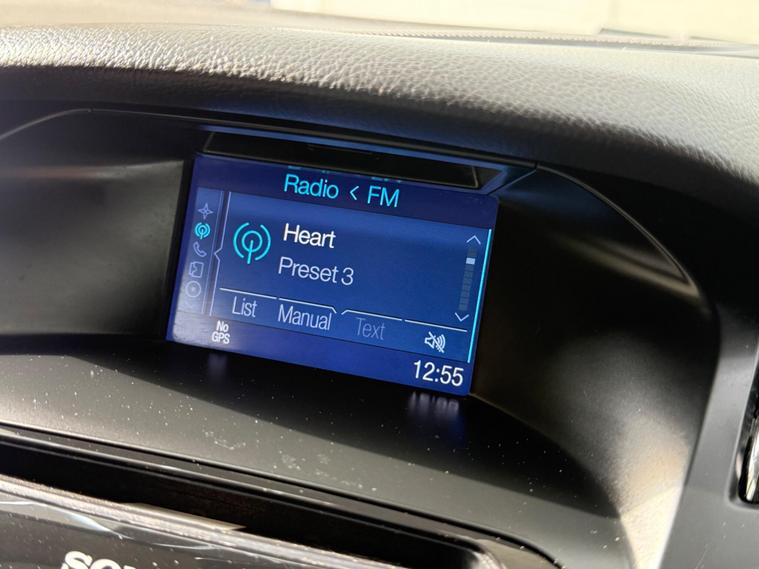 Radio < FM
Heart
Preset 3
List Manual Text
No
GPS
12:55